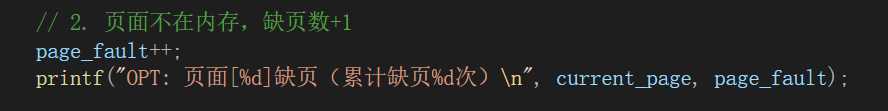 // 2. 页面不在内存，缺页数+1
page_fault++;
printf("OPT: 页面[%d]缺页（累计缺页%d次）\n", current_page, page_fault);